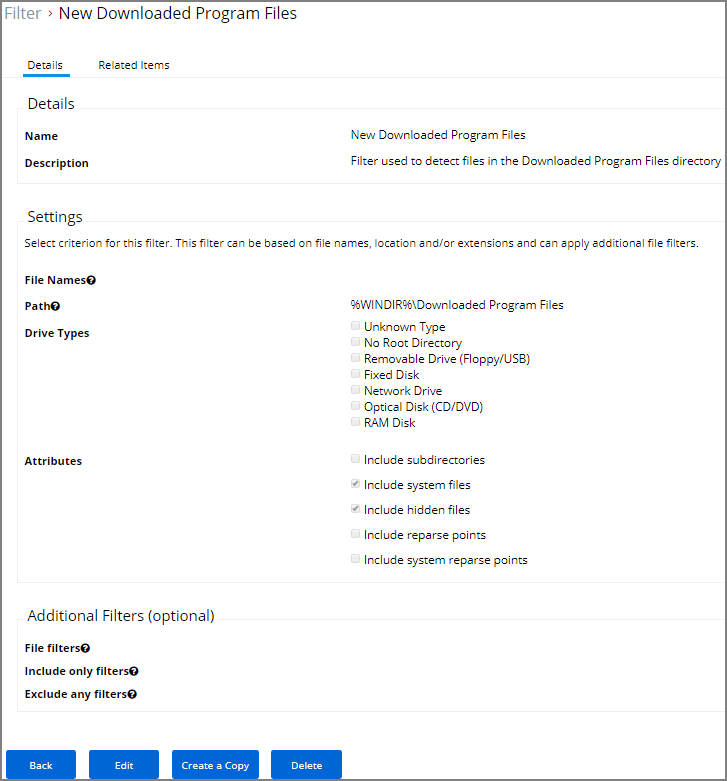 Filter › New Downloaded Program Files
Details Related Items
Details
Name New Downloaded Program Files
Description Filter used to detect files in the Downloaded Program Files directory
Settings
Select criterion for this filter. This filter can be based on file names, location and/or extensions and can apply additional file filters.
File Names?
Path? %WINDIR%\Downloaded Program Files
Drive Types Unknown Type
No Root Directory
Removable Drive (Floppy/USB)
Fixed Disk
Network Drive
Optical Disk (CD/DVD)
RAM Disk
Attributes Include subdirectories
Include system files
Include hidden files
Include reparse points
Include system reparse points
Additional Filters (optional)
File filters?
Include only filters?
Exclude any filters?
Back Edit Create a Copy Delete